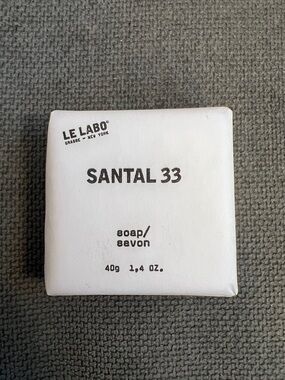 LE LABO®
GRASSE — NEW YORK
SANTAL 33
soap/
savon
40g 1,4 OZ.